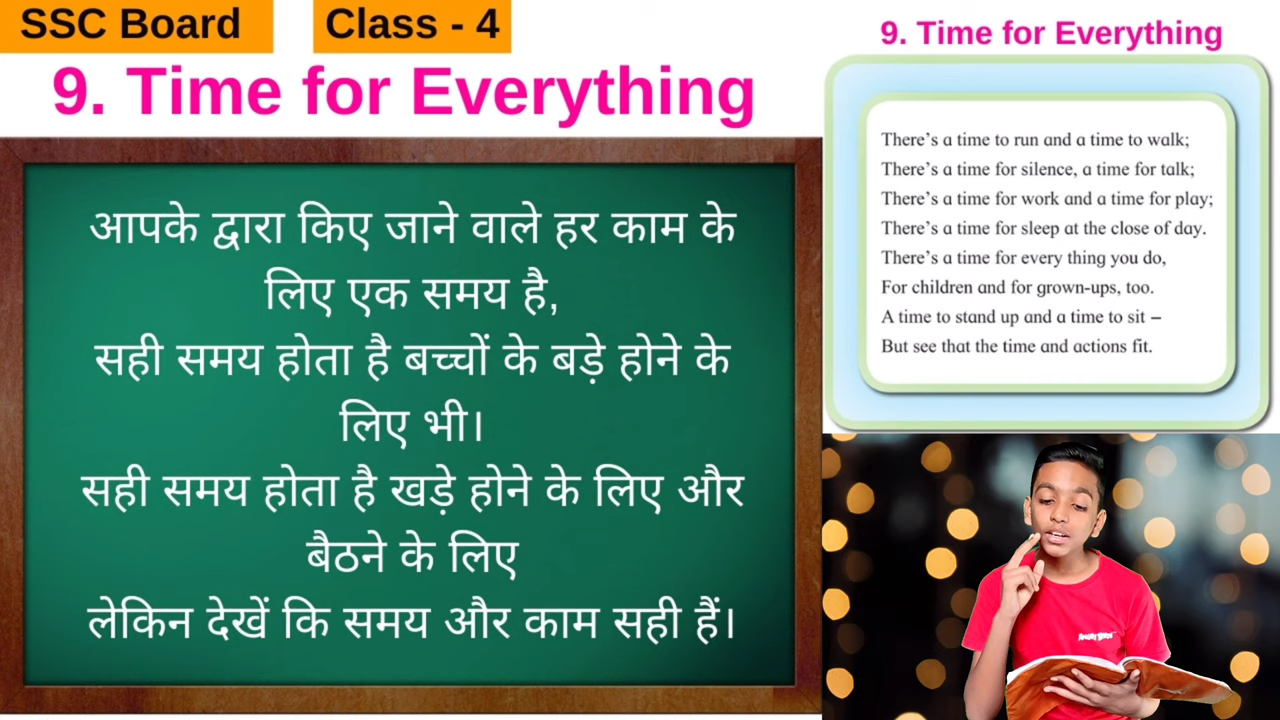 SSC Board
Class - 4
9. Time for Everything
आपके द्वारा किए जाने वाले हर काम के
लिए एक समय है,
सही समय होता है बच्चों के बड़े होने के
लिए भी।
सही समय होता है खड़े होने के लिए और
बैठने के लिए
लेकिन देखें कि समय और काम सही हैं।
9. Time for Everything
There's a time to run and a time to walk;
There's a time for silence, a time for talk;
There's a time for work and a time for play;
There's a time for sleep at the close of day.
There's a time for every thing you do,
For children and for grown-ups, too.
A time to stand up and a time to sit –
But see that the time and actions fit.